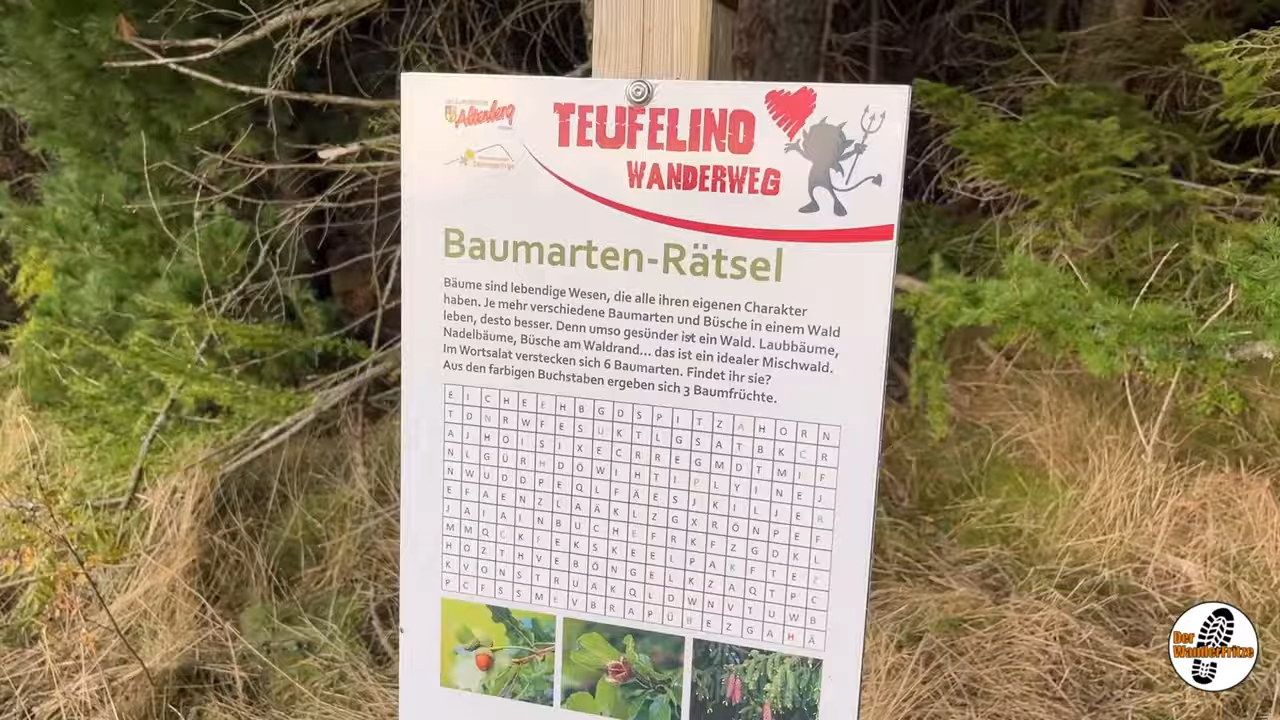 Altenberg
TEUFELINO
WANDERWEG
Baumarten-Rätsel
Bäume sind lebendige Wesen, die alle ihren eigenen Charakter
haben. Je mehr verschiedene Baumarten und Büsche in einem Wald
leben, desto besser. Denn umso gesünder ist ein Wald. Laubbäume,
Nadelbäume, Büsche am Waldrand... das ist ein idealer Mischwald.
Im Wortsalat verstecken sich 6 Baumarten. Findet ihr sie?
Aus den farbigen Buchstaben ergeben sich 3 Baumfrüchte.
E I C H E E H B G D S P I T Z A H O R N
T D N R W F E S U K T L G S A T B K C R
A J H O I S I X E C R R E G M D T M I F
N L G Ü R H D Ö W I H T I P L Y I N E J
N W U D D P E Q L F Ä E S J K I L J E R
E F A E N Z L A Ä K L Z G X R Ö N P E F
J A I A I N B U C H E F R K F Z G D K L
M M Q C K I E K S K E E L P A K F T E Z
H O Z T H V E B Ö N G E L K Z A Q T P C
K V O N S T R U A K Q L D W N V T U W B
P C F S S M E V B R A P Ü B E Z G A H Ä
Der
WanderFritze